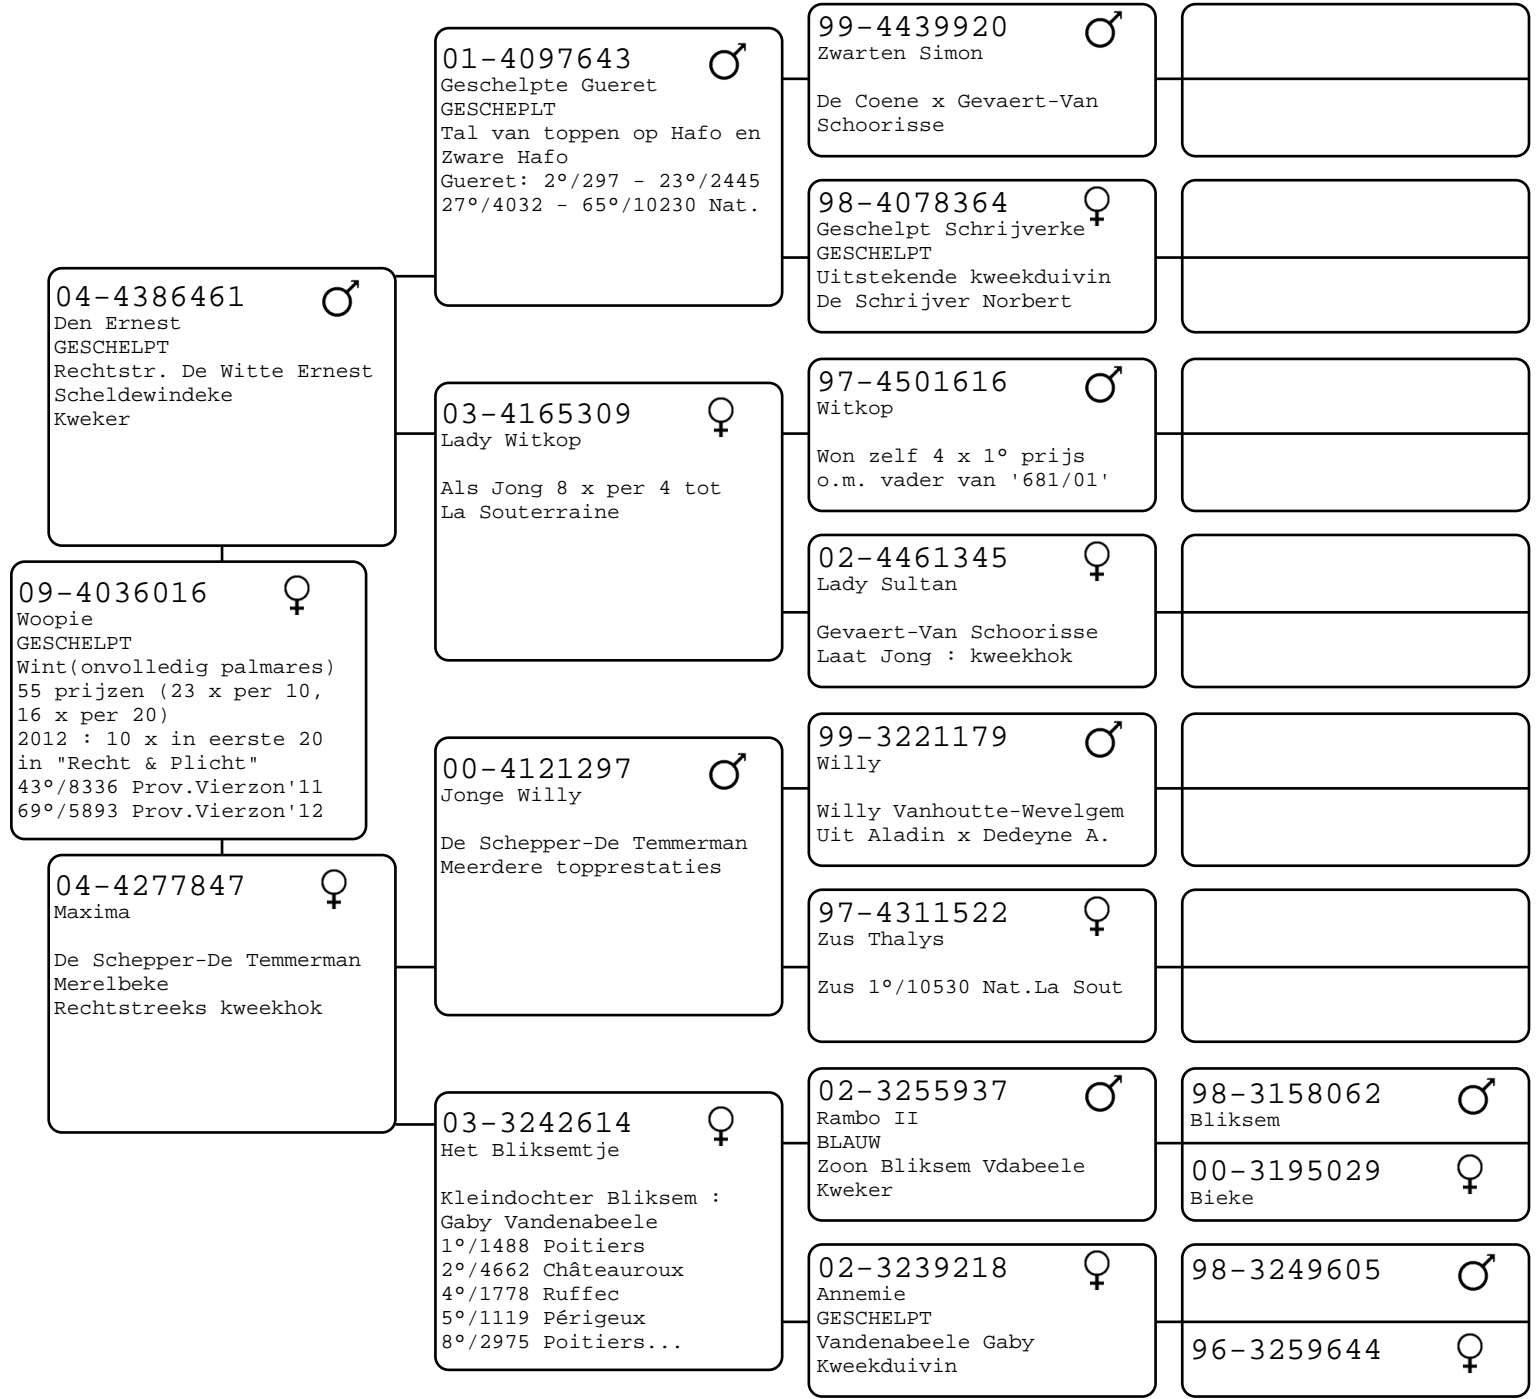 09-4036016
Woopie
GESCHELPT
Wint(onvolledig palmares)
55 prijzen (23 x per 10,
16 x per 20)
2012 : 10 x in eerste 20
in "Recht & Plicht"
43°/8336 Prov.Vierzon'11
69°/5893 Prov.Vierzon'12
04-4386461
Den Ernest
GESCHELPT
Rechtstr. De Witte Ernest
Scheldewindeke
Kweker
04-4277847
Maxima
De Schepper-De Temmerman
Merelbeke
Rechtstreeks kweekhok
01-4097643
Geschelpte Gueret
GESCHEPLT
Tal van toppen op Hafo en
Zware Hafo
Gueret: 2°/297 - 23°/2445
27°/4032 - 65°/10230 Nat.
03-4165309
Lady Witkop
Als Jong 8 x per 4 tot
La Souterraine
00-4121297
Jonge Willy
De Schepper-De Temmerman
Meerdere topprestaties
03-3242614
Het Bliksemtje
Kleindochter Bliksem :
Gaby Vandenabeele
1°/1488 Poitiers
2°/4662 Châteauroux
4°/1778 Ruffec
5°/1119 Périgeux
8°/2975 Poitiers...
99-4439920
Zwarten Simon
De Coene x Gevaert-Van
Schoorisse
98-4078364
Geschelpt Schrijverke
GESCHELPT
Uitstekende kweekduivin
De Schrijver Norbert
97-4501616
Witkop
Won zelf 4 x 1° prijs
o.m. vader van '681/01'
02-4461345
Lady Sultan
Gevaert-Van Schoorisse
Laat Jong : kweekhok
99-3221179
Willy
Willy Vanhoutte-Wevelgem
Uit Aladin x Dedeyne A.
97-4311522
Zus Thalys
Zus 1°/10530 Nat.La Sout
02-3255937
Rambo II
BLAUW
Zoon Bliksem Vdabeele
Kweker
02-3239218
Annemie
GESCHELPT
Vandenabeele Gaby
Kweekduivin
98-3158062
Bliksem
00-3195029
Bieke
98-3249605
96-3259644